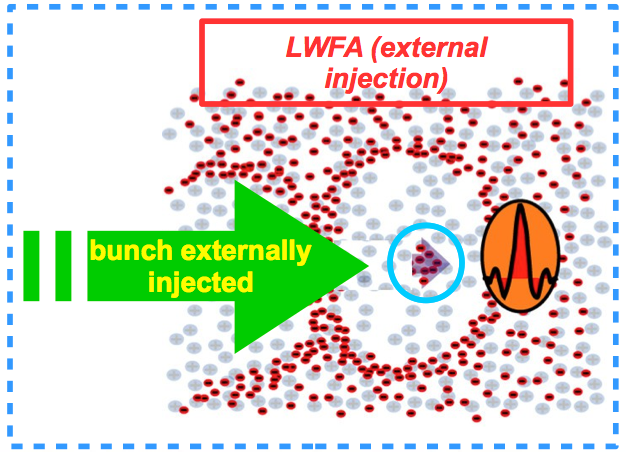 LWFA (external
injection)
bunch externally
injected